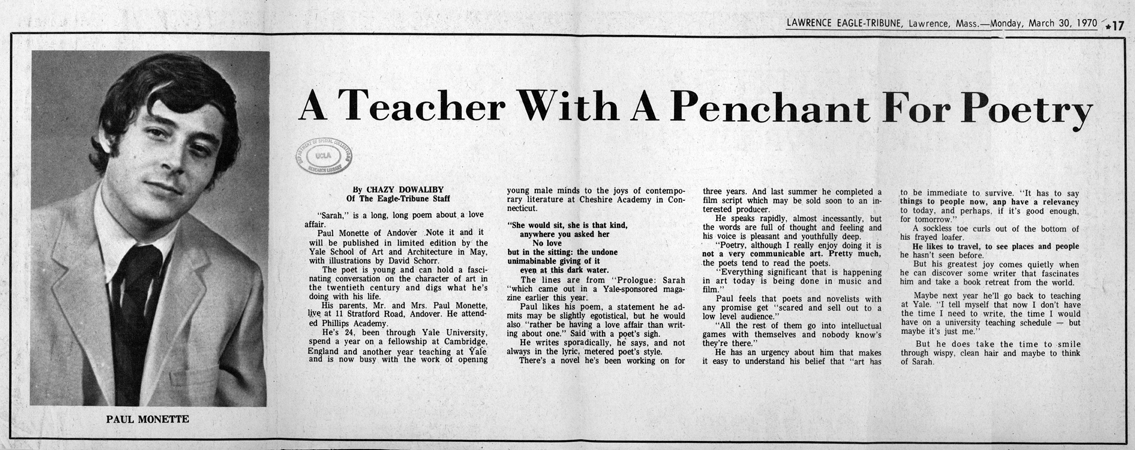 LAWRENCE EAGLE-TRIBUNE, Lawrence, Mass.—Monday, March 30, 1970 ★17
A Teacher With A Penchant For Poetry
UCLA
PAUL MONETTE
By CHAZY DOWALIBY
Of The Eagle-Tribune Staff
"Sarah," is a long, long poem about a love
affair.
Paul Monette of Andover Note it and it
will be published in limited edition by the
Yale School of Art and Architecture in May,
with illustrations by David Schorr.
The poet is young and can hold a fasci-
nating conversation on the character of art in
the twentieth century and digs what he's
doing with his life.
His parents, Mr. and Mrs. Paul Monette,
live at 11 Stratford Road, Andover. He attend-
ed Phillips Academy.
He's 24, been through Yale University,
spend a year on a fellowship at Cambridge,
England and another year teaching at Yale
and is now busy with the work of opening
young male minds to the joys of contempo-
rary literature at Cheshire Academy in Con-
necticut.
"She would sit, she is that kind,
anywhere you asked her
No love
but in the sitting: the undone
unimabinable giving of it
even at this dark water.
The lines are from "Prologue: Sarah
"which came out in a Yale-sponsored maga-
zine earlier this year.
Paul likes his poem, a statement he ad-
mits may be slightly egotistical, but he would
also "rather be having a love affair than writ-
ing about one." Said with a poet's sigh.
He writes sporadically, he says, and not
always in the lyric, metered poet's style.
There's a novel he's been working on for
three years. And last summer he completed a
film script which may be sold soon to an in-
terested producer.
He speaks rapidly, almost incessantly, but
the words are full of thought and feeling and
his voice is pleasant and youthfully deep.
"Poetry, although I really enjoy doing it is
not a very communicable art. Pretty much,
the poets tend to read the poets.
"Everything significant that is happening
in art today is being done in music and
film."
Paul feels that poets and novelists with
any promise get "scared and sell out to a
low level audience."
"All the rest of them go into intellectual
games with themselves and nobody know's
they're there."
He has an urgency about him that makes
it easy to understand his belief that "art has
to be immediate to survive. "It has to say
things to people now, anp have a relevancy
to today, and perhaps, if it's good enough,
for tomorrow."
A sockless toe curls out of the bottom of
his frayed loafer.
He likes to travel, to see places and people
he hasn't seen before.
But his greatest joy comes quietly when
he can discover some writer that fascinates
him and take a book retreat from the world.
Maybe next year he'll go back to teaching
at Yale. "I tell myself that now I don't have
the time I need to write, the time I would
have on a university teaching schedule — but
maybe it's just me."
But he does take the time to smile
through wispy, clean hair and maybe to think
of Sarah.